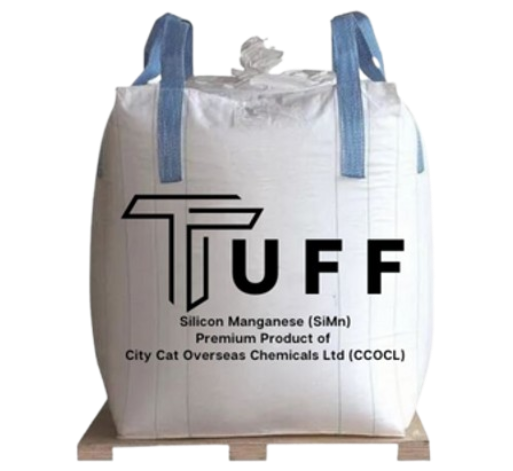 TUFF
Silicon Manganese (SiMn)
Premium Product of
City Cat Overseas Chemicals Ltd (CCOCL)